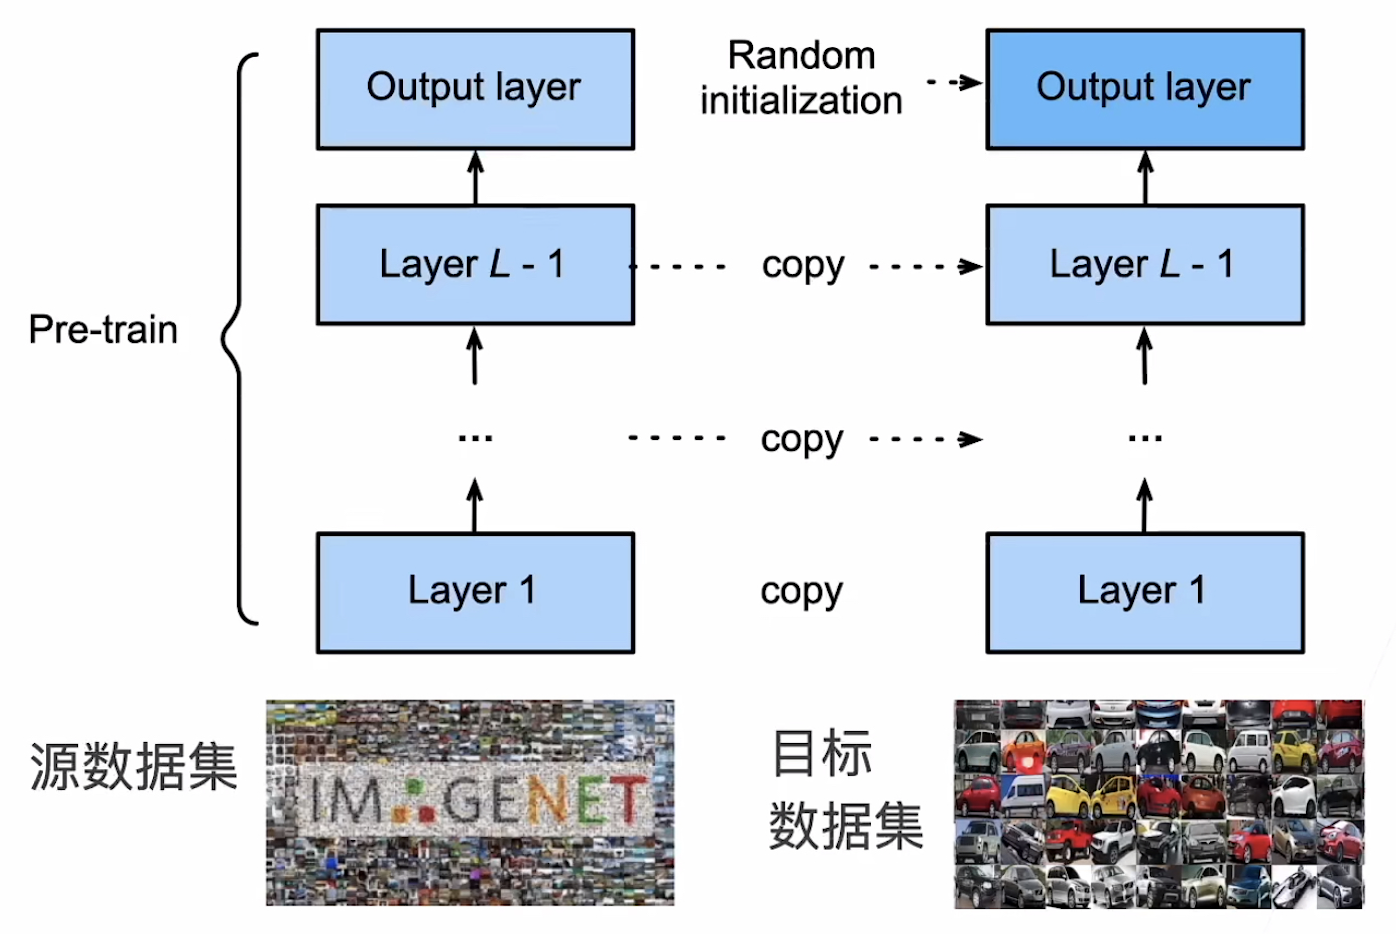 Output layer
Random
initialization
Output layer
Layer L - 1
copy
Layer L - 1
Pre-train
...
copy
...
Layer 1
copy
Layer 1
源数据集
IMAGENET
目标
数据集